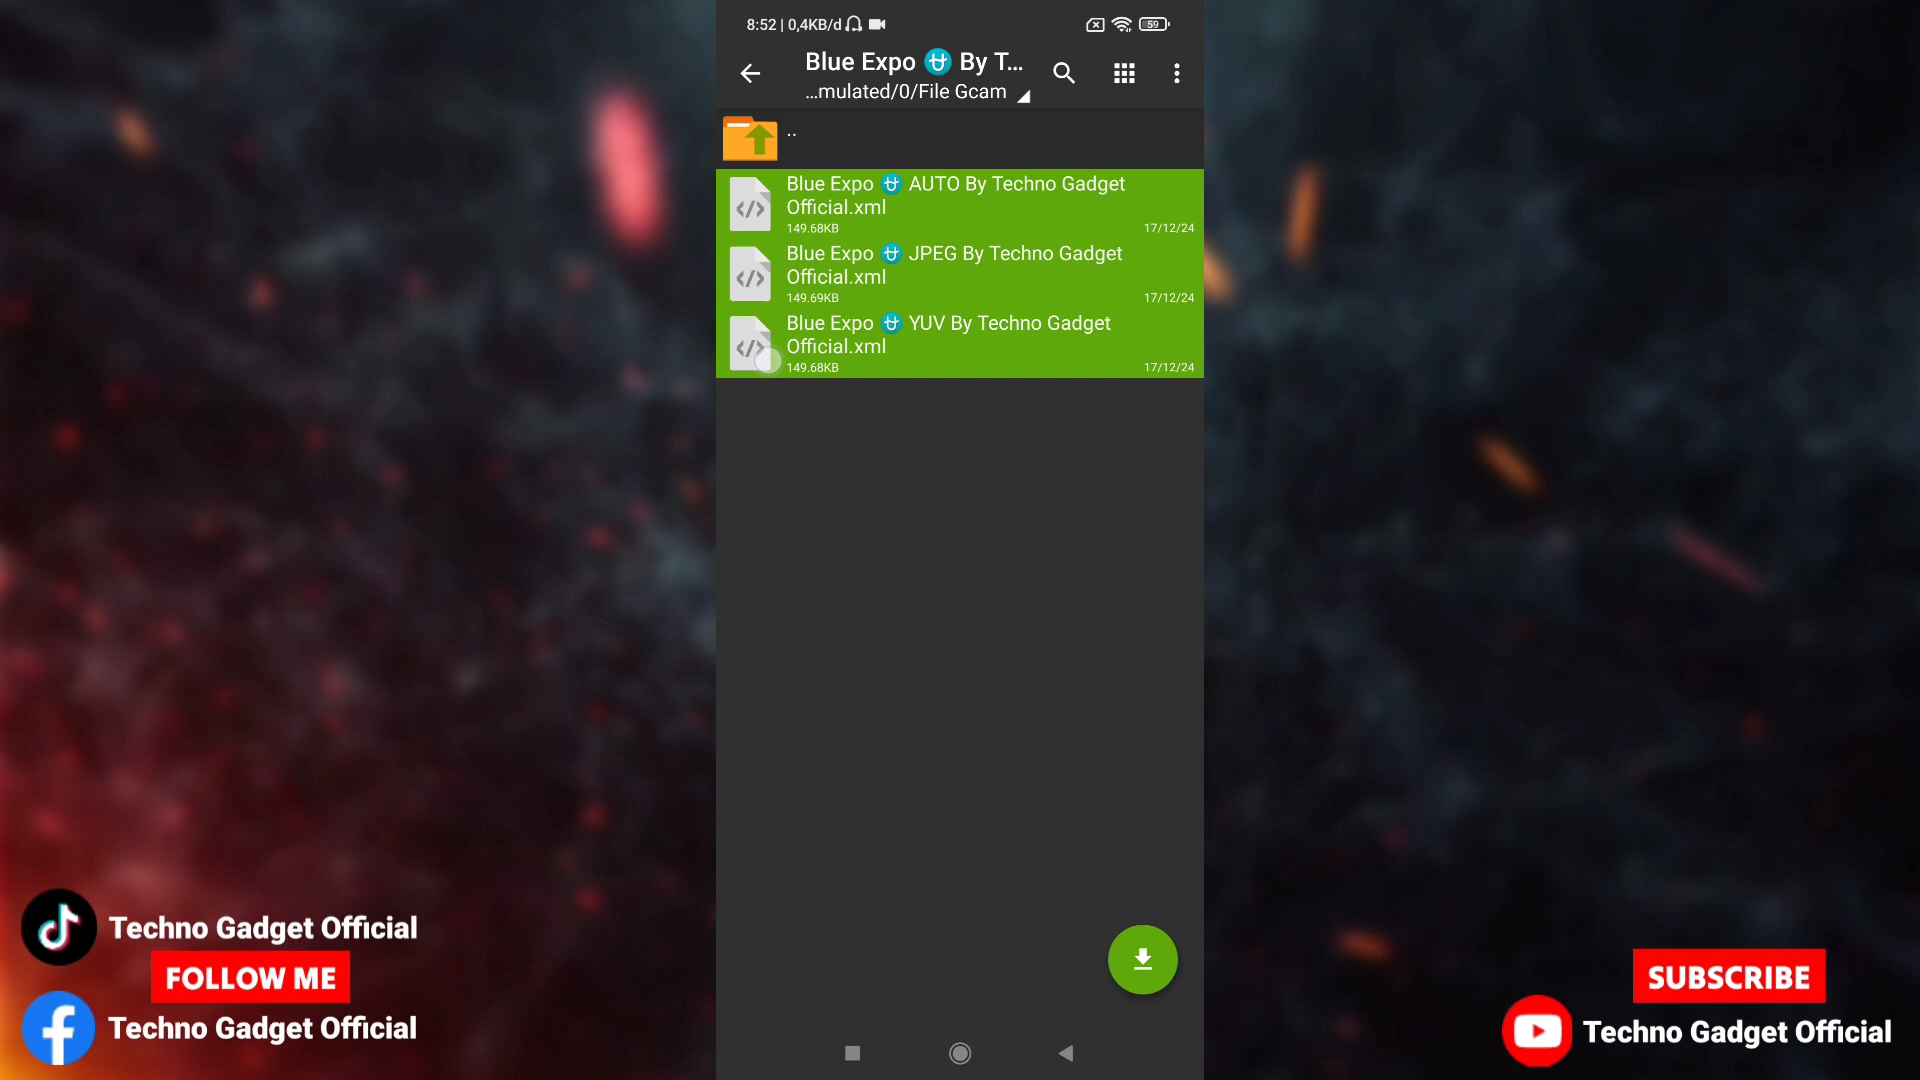 8:52 | 0,4KB/d
59
Blue Expo ⛎ By T...
...mulated/0/File Gcam
..
Blue Expo ⛎ AUTO By Techno Gadget
Official.xml
149.68KB
17/12/24
Blue Expo ⛎ JPEG By Techno Gadget
Official.xml
149.69KB
17/12/24
Blue Expo ⛎ YUV By Techno Gadget
Official.xml
149.68KB
17/12/24
Techno Gadget Official
FOLLOW ME
Techno Gadget Official
SUBSCRIBE
Techno Gadget Official